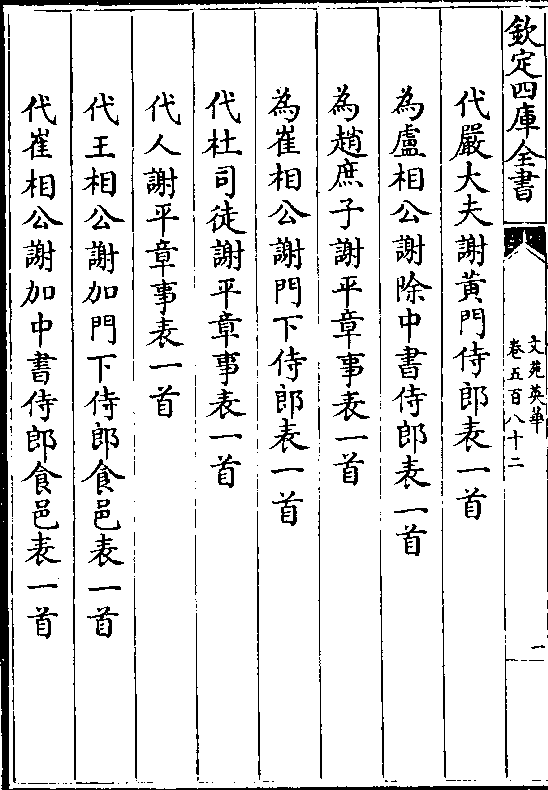 欽定四庫全書
文苑英華
卷五百八十二
一
代嚴大夫謝黃門侍郎表一首
為盧相公謝除中書侍郎表一首
為趙庶子謝平章事表一首
為崔相公謝門下侍郎表一首
代杜司徒謝平章事表一首
代人謝平章事表一首
代王相公謝加門下侍郎食邑表一首
代崔相公謝加中書侍郎食邑表一首